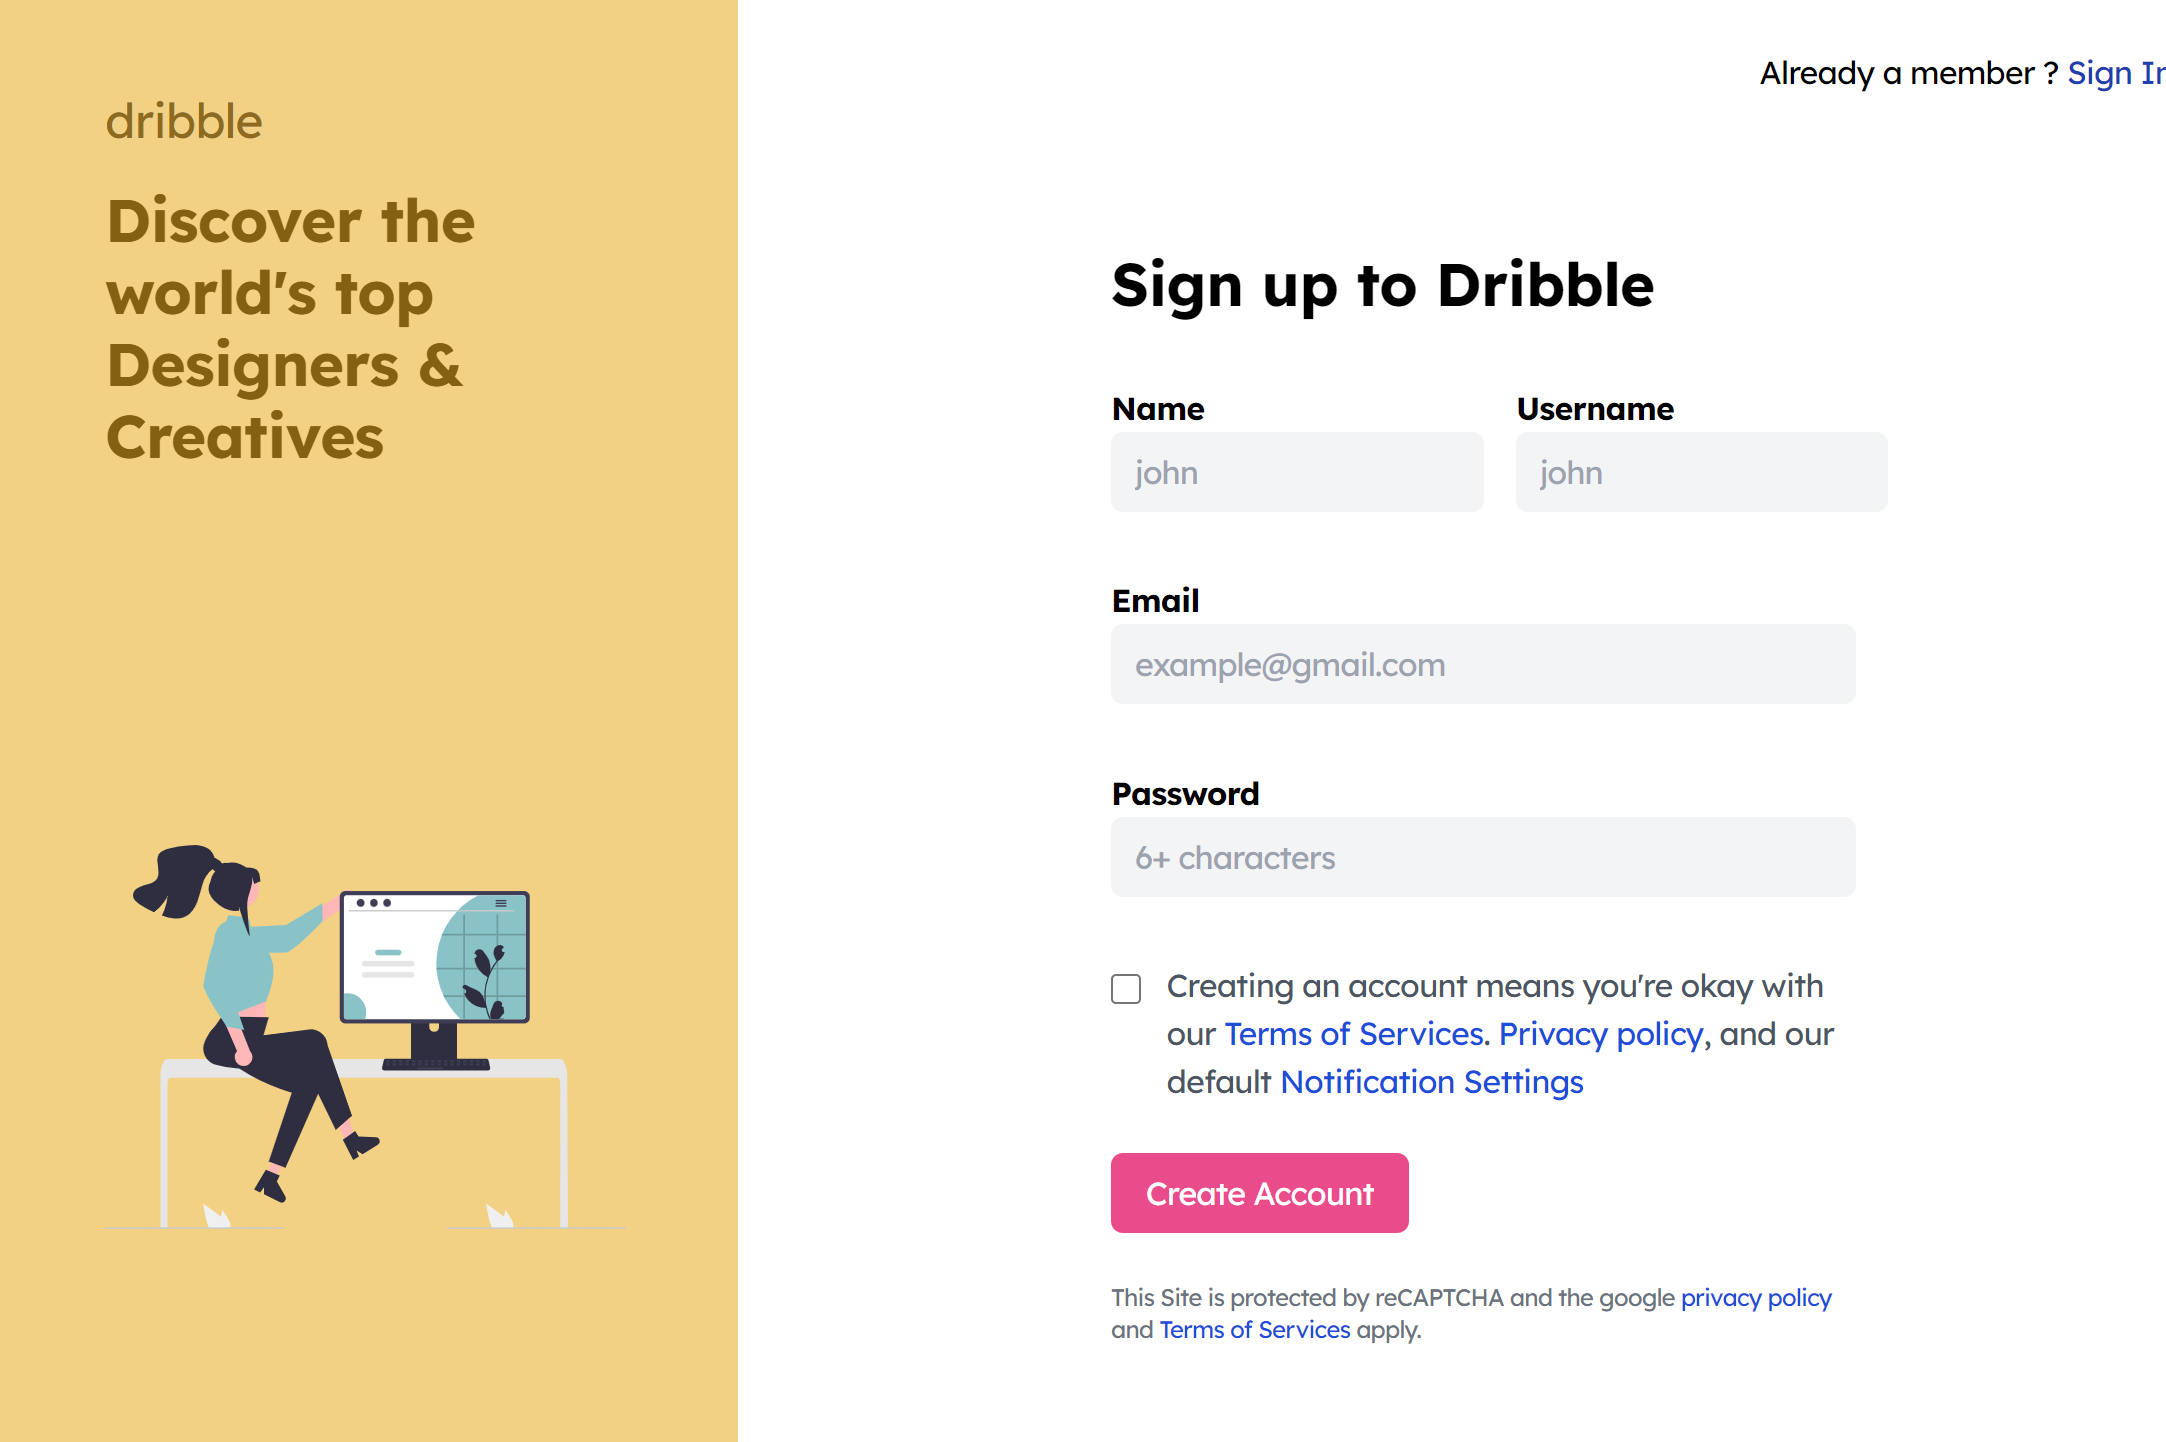 dribble
Discover the
world's top
Designers &
Creatives
Already a member ? Sign In
Sign up to Dribble
Name
Username
john
john
Email
example@gmail.com
Password
6+ characters
Creating an account means you're okay with
our Terms of Services. Privacy policy, and our
default Notification Settings
Create Account
This Site is protected by reCAPTCHA and the google privacy policy
and Terms of Services apply.